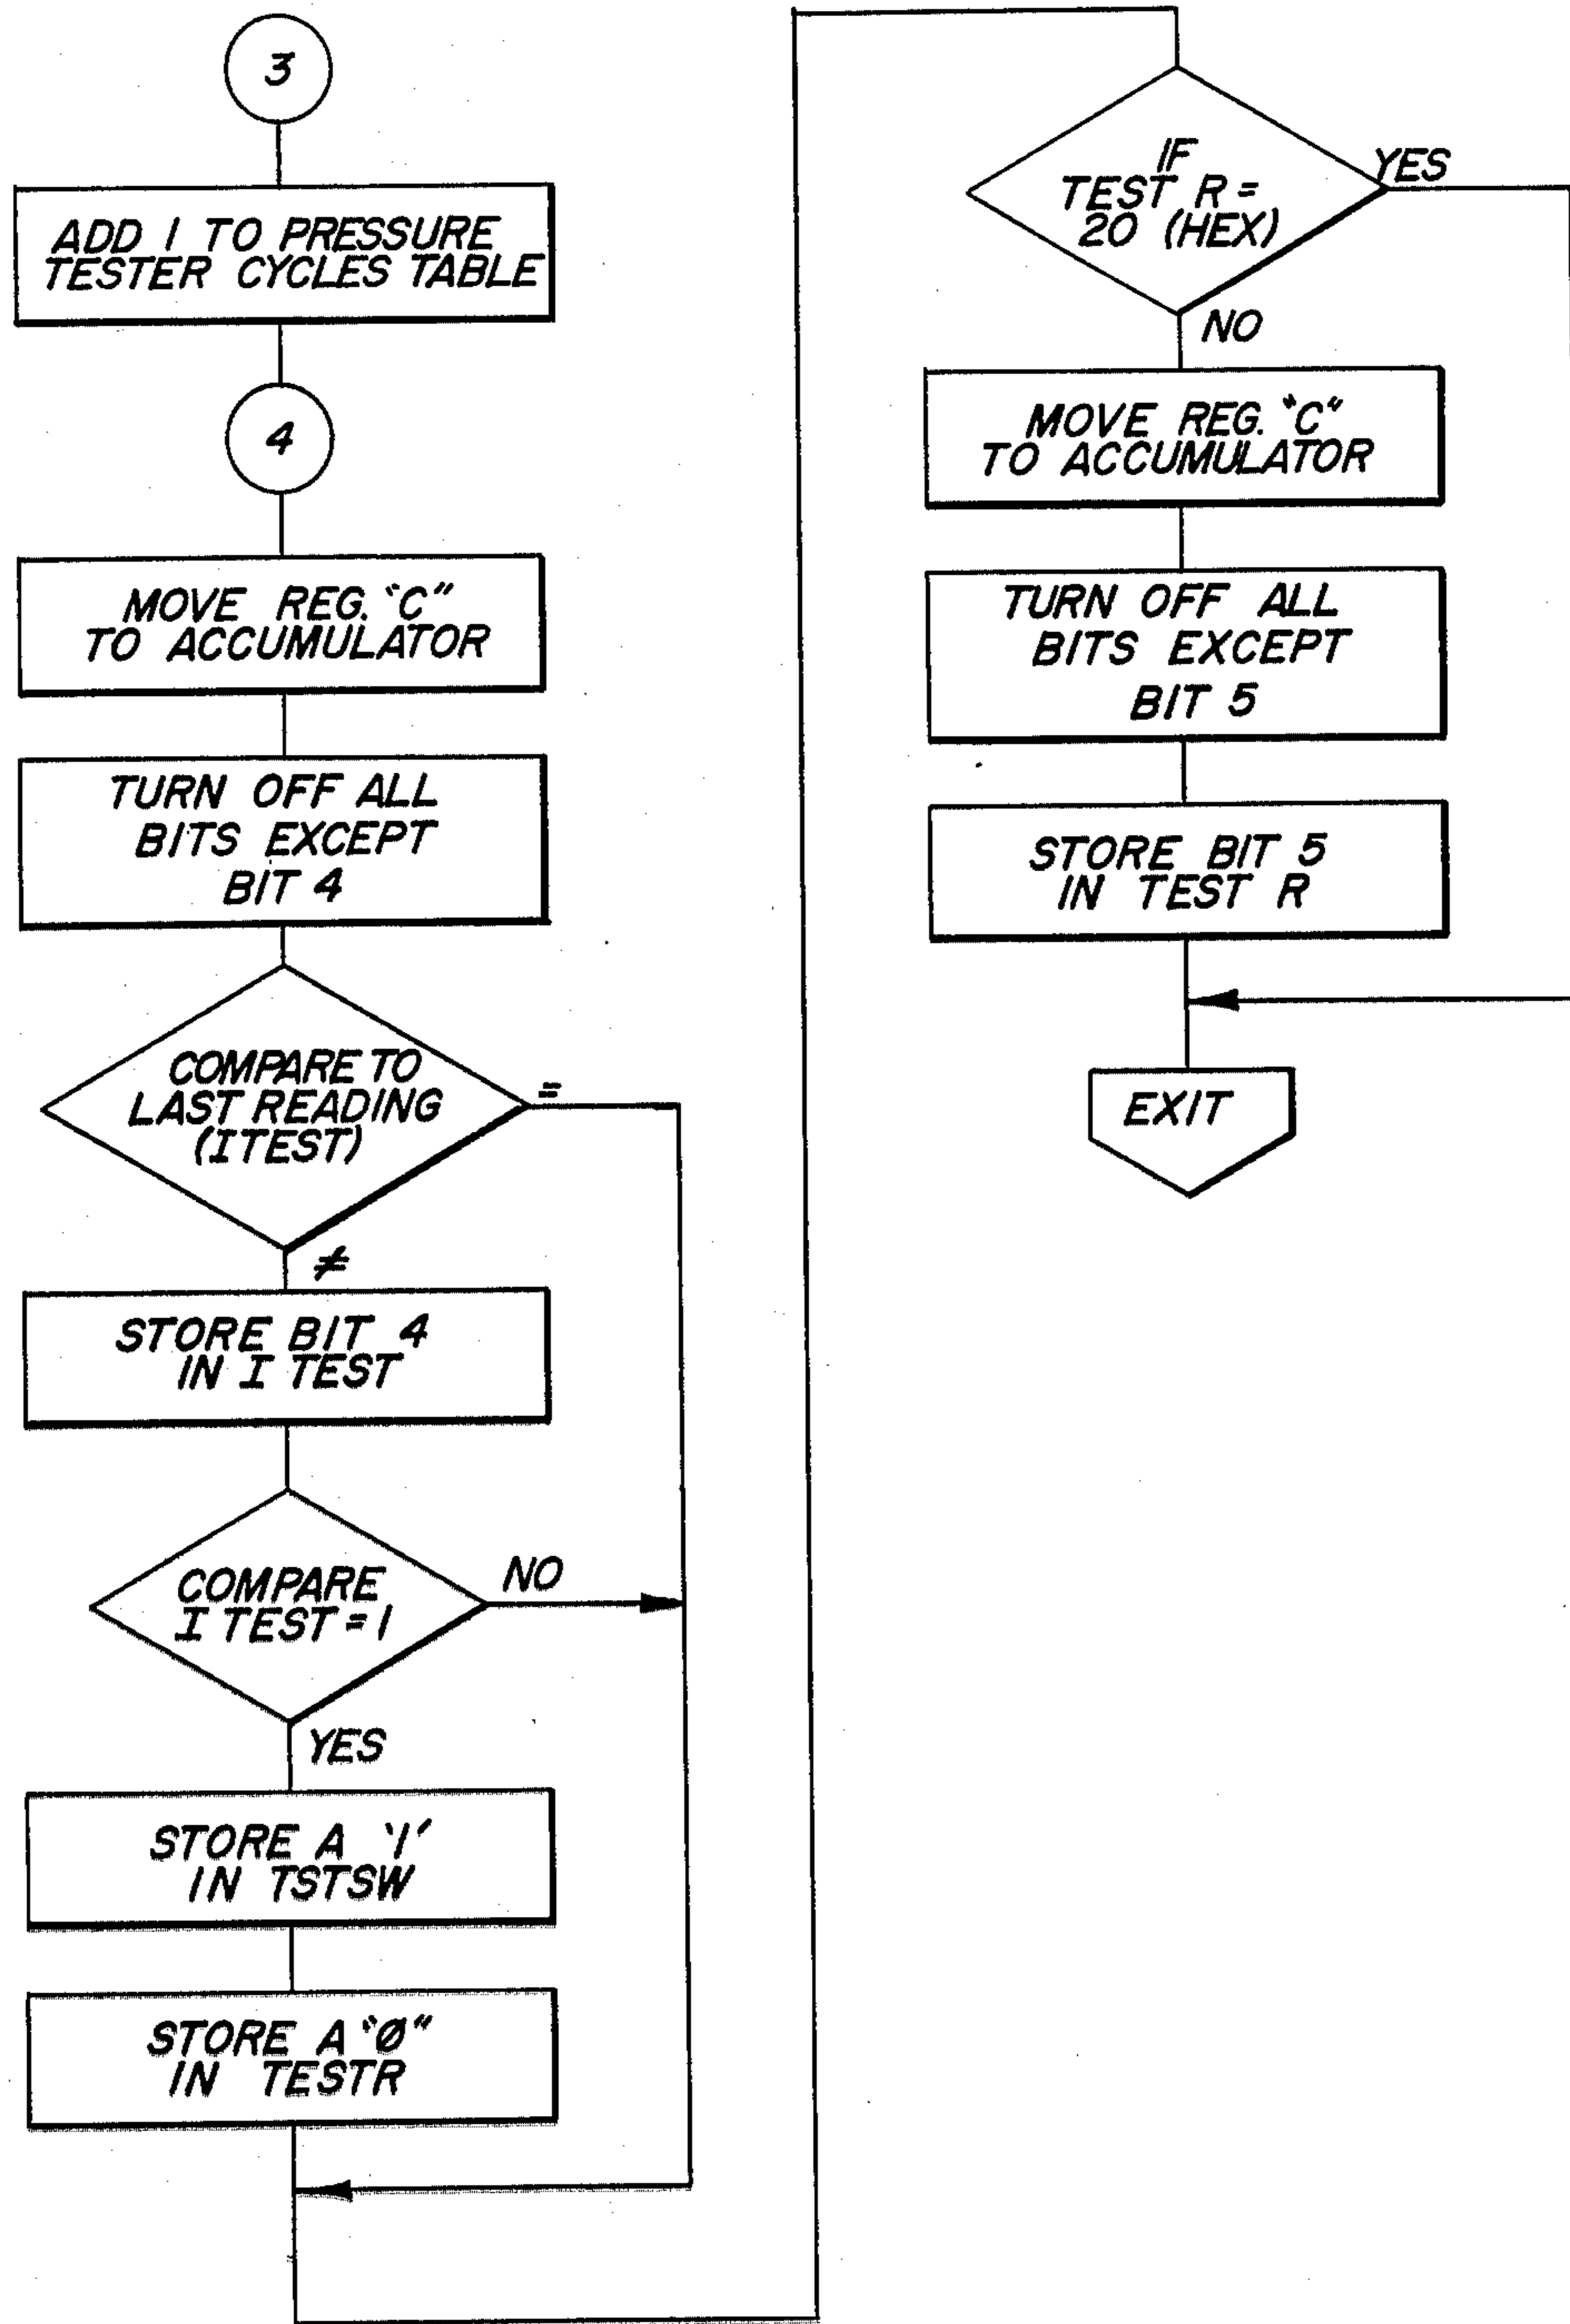 3
ADD 1 TO PRESSURE
TESTER CYCLES TABLE
4
MOVE REG. "C"
TO ACCUMULATOR
TURN OFF ALL
BITS EXCEPT
BIT 4
COMPARE TO
LAST READING
(ITEST)
=
≠
STORE BIT 4
IN I TEST
COMPARE
I TEST = 1
NO
YES
STORE A '1'
IN TSTSW
STORE A "Ø"
IN TESTR
IF
TEST R =
20 (HEX)
YES
NO
MOVE REG. "C"
TO ACCUMULATOR
TURN OFF ALL
BITS EXCEPT
BIT 5
STORE BIT 5
IN TEST R
EXIT